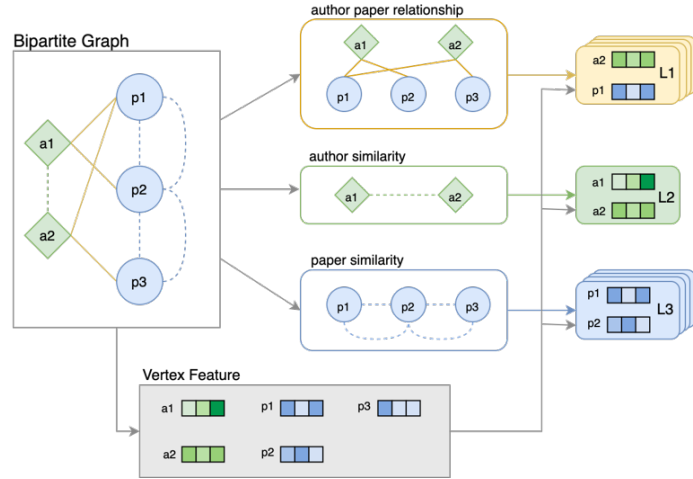 Bipartite Graph
a1
a2
p1
p2
p3
author paper relationship
a1
a2
p1
p2
p3
author similarity
a1
a2
paper similarity
p1
p2
p3
a2
p1
L1
a1
a2
L2
p1
p2
L3
Vertex Feature
a1
p1
p3
a2
p2